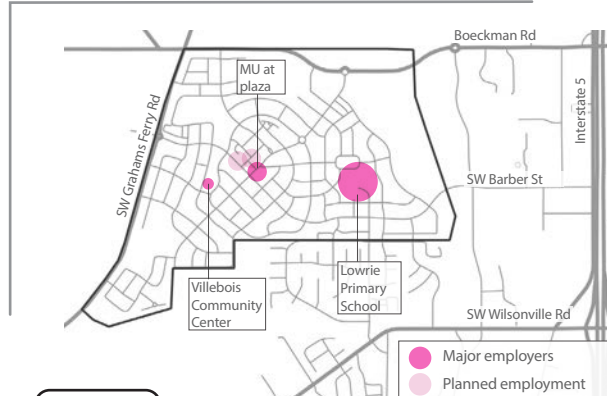 Boeckman Rd
MU at
plaza
Interstate 5
SW Grahams Ferry Rd
SW Barber St
Villebois
Community
Center
Lowrie
Primary
School
SW Wilsonville Rd
Major employers
Planned employment